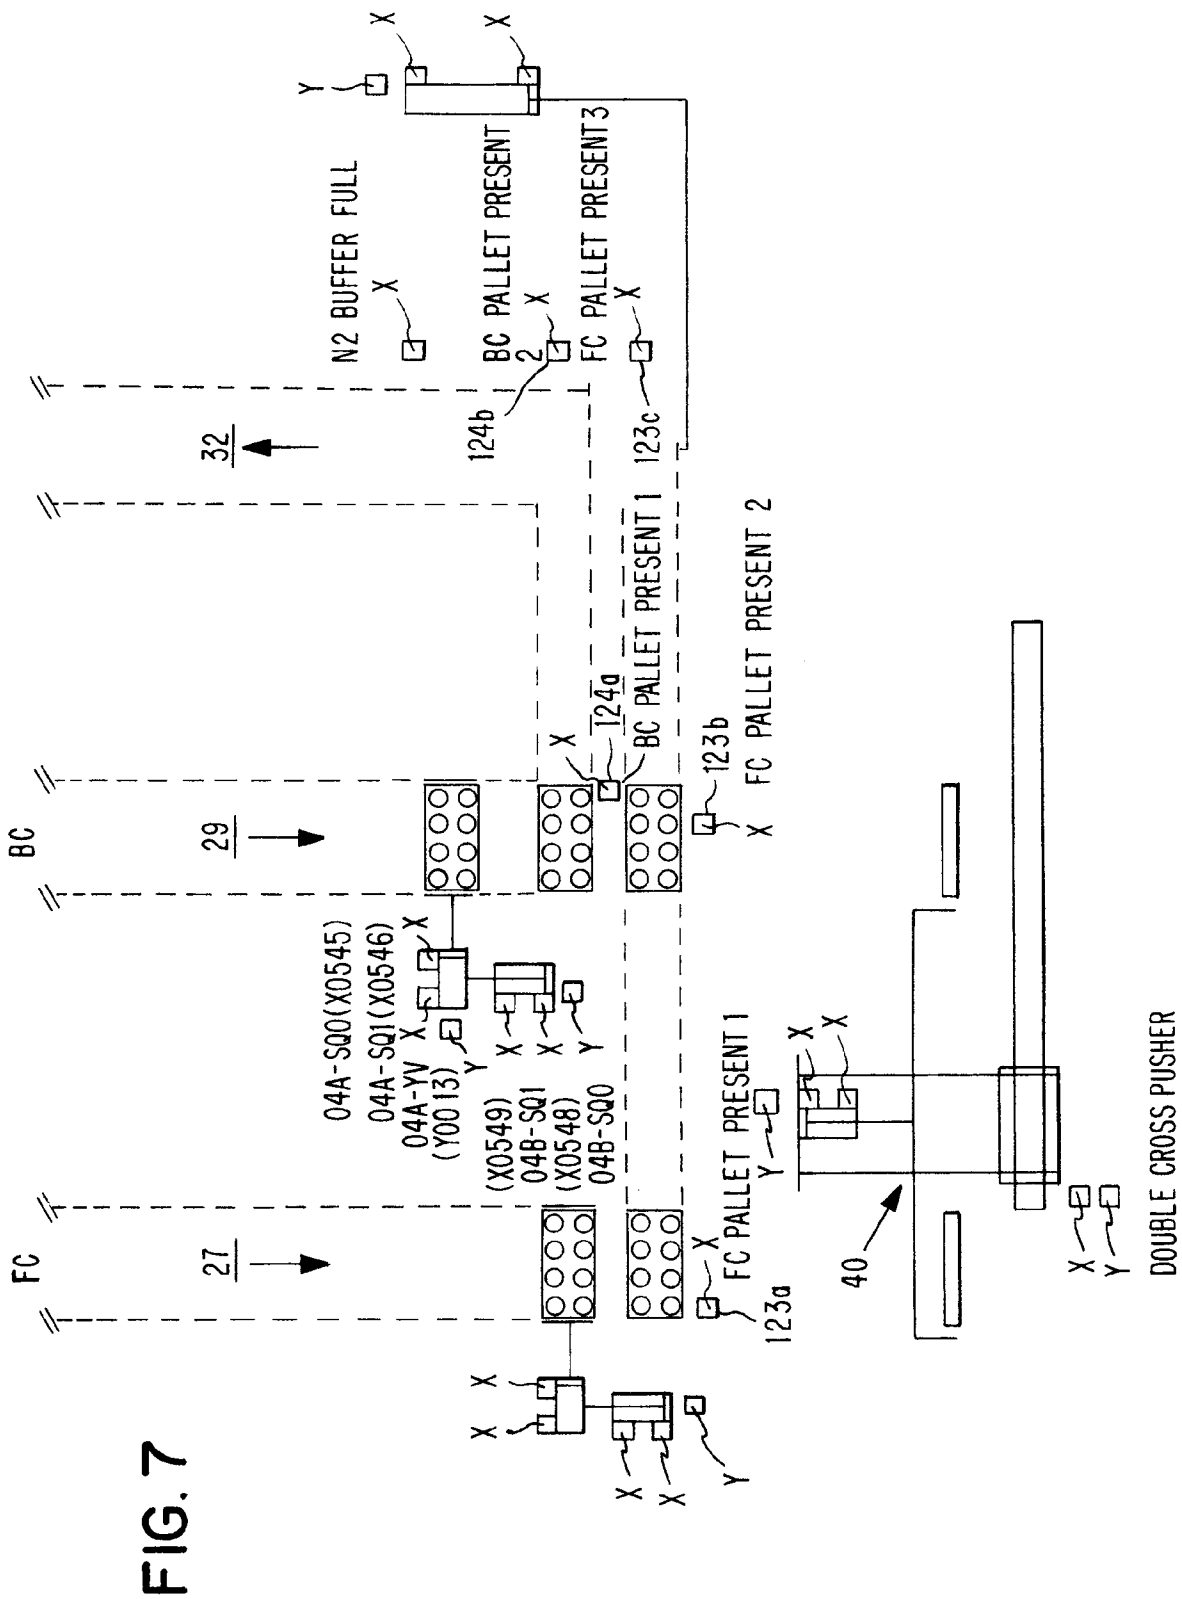 FIG. 7
FC
BC
27
29
32
N2 BUFFER FULL
X
Y
X
X
BC PALLET PRESENT
2
X
124b
FC PALLET PRESENT3
X
123c
04A-SQ0(X0545)
04A-SQ1(X0546)
04A-YV
(Y0013)
X
X
Y
(X0549)
04B-SQ1
(X0548)
04B-SQ0
X
X
Y
X
124a
BC PALLET PRESENT 1
123b
X
FC PALLET PRESENT 2
X
X
X
X
Y
X
123a
FC PALLET PRESENT1
Y
X
X
40
X
Y
DOUBLE CROSS PUSHER